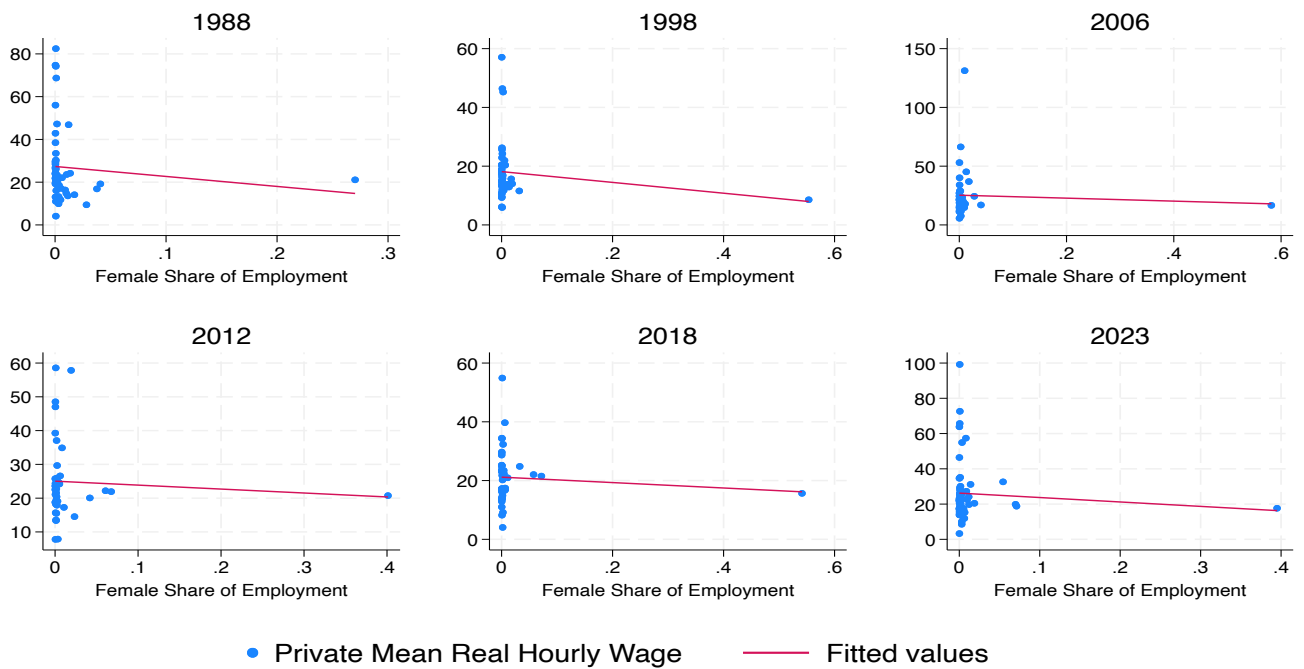 1988
80
60
40
20
0
0 .1 .2 .3
Female Share of Employment
1998
60
40
20
0
0 .2 .4 .6
Female Share of Employment
2006
150
100
50
0
0 .2 .4 .6
Female Share of Employment
2012
60
50
40
30
20
10
0 .1 .2 .3 .4
Female Share of Employment
2018
60
40
20
0
0 .2 .4 .6
Female Share of Employment
2023
100
80
60
40
20
0
0 .1 .2 .3 .4
Female Share of Employment
Private Mean Real Hourly Wage Fitted values